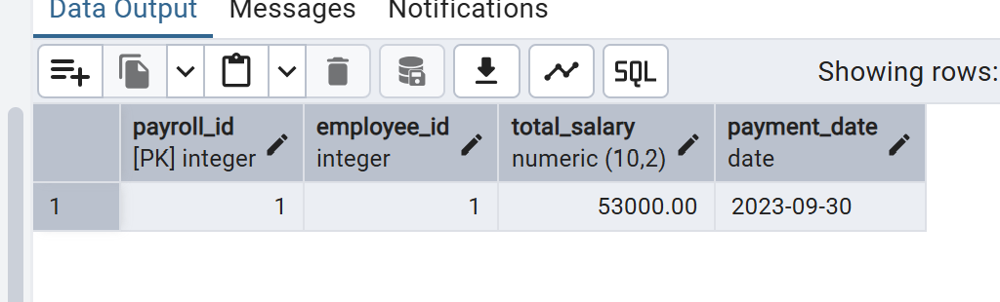 Data Output Messages Notifications
SQL Showing rows:
payroll_id employee_id total_salary payment_date
[PK] integer integer numeric (10,2) date
1 1 1 53000.00 2023-09-30